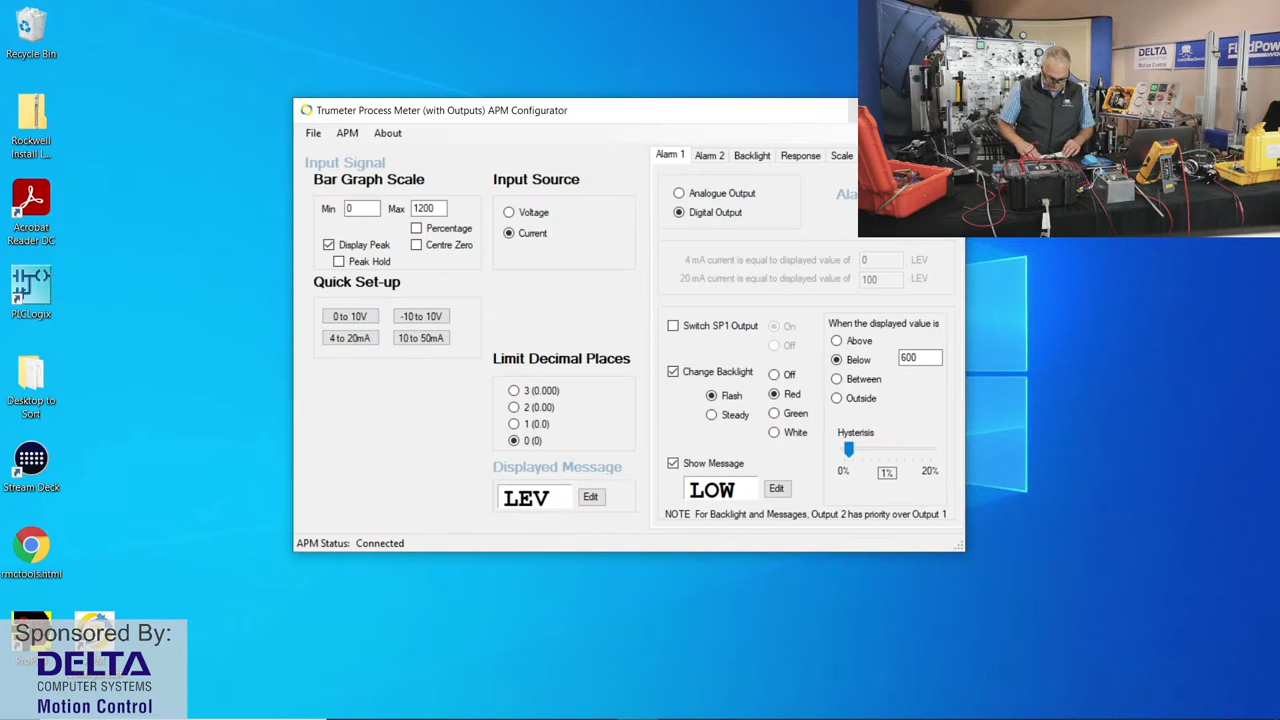 Recycle Bin
Rockwell
Install L...
Acrobat
Reader DC
PLCLogix
Desktop to
Sort
Stream Deck
rmctools.html
Sponsored By:
DELTA
COMPUTER SYSTEMS
Motion Control
Trumeter Process Meter (with Outputs) APM Configurator
File APM About
Input Signal
Bar Graph Scale
Min 0 Max 1200
Percentage
Display Peak Centre Zero
Peak Hold
Quick Set-up
0 to 10V -10 to 10V
4 to 20mA 10 to 50mA
Input Source
Voltage
Current
Limit Decimal Places
3 (0.000)
2 (0.00)
1 (0.0)
0 (0)
Displayed Message
LEV Edit
Alarm 1 Alarm 2 Backlight Response Scale
Analogue Output
Digital Output
4 mA current is equal to displayed value of 0 LEV
20 mA current is equal to displayed value of 100 LEV
Switch SP1 Output On
Off
Change Backlight Off
Flash Red
Steady Green
White
Show Message
LOW Edit
When the displayed value is
Above
Below 600
Between
Outside
Hysterisis
0% 1% 20%
NOTE For Backlight and Messages, Output 2 has priority over Output 1
APM Status: Connected
DELTA
Motion Control
FLUIDPOWER